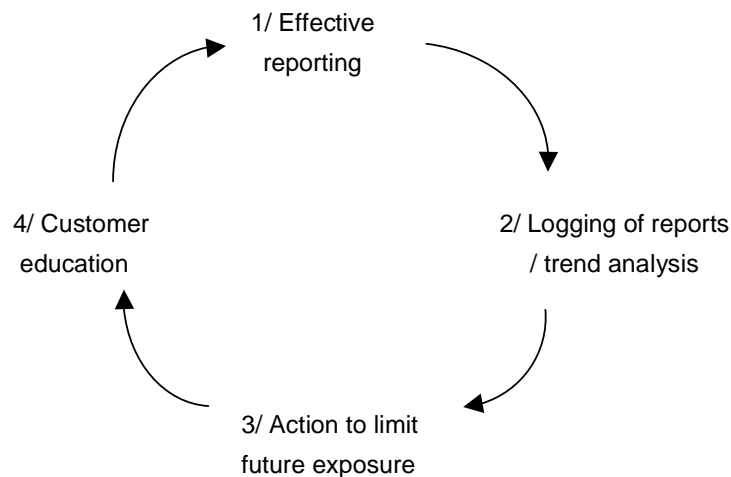 1/ Effective
reporting
2/ Logging of reports
/ trend analysis
3/ Action to limit
future exposure
4/ Customer
education